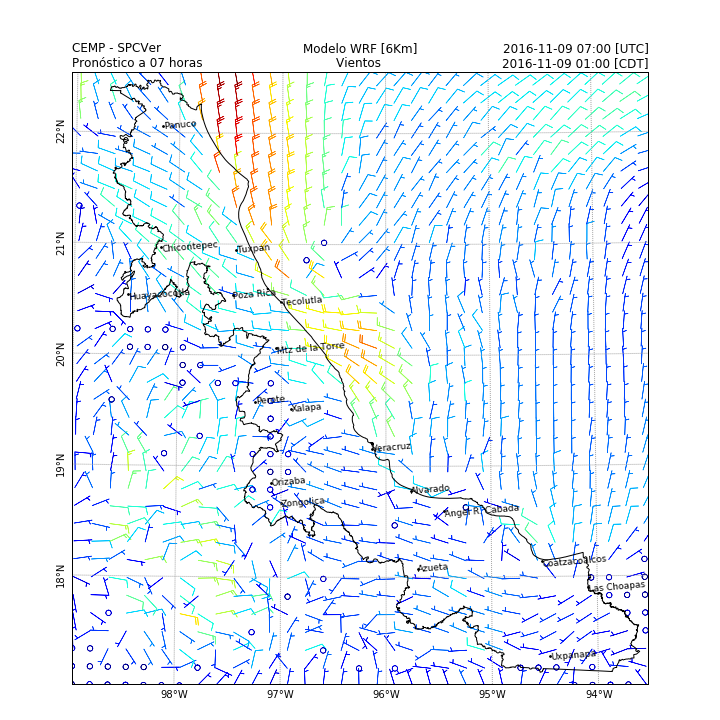 CEMP - SPCVer Modelo WRF [6Km] 2016-11-09 07:00 [UTC]
Pronóstico a 07 horas Vientos 2016-11-09 01:00 [CDT]
22°N
Panuco
21°N
Chicontepec
Tuxpan
Huayacocotla
Poza Rica
Tecolutla
20°N
Mtz de la Torre
Perote
Xalapa
Veracruz
19°N
Orizaba
Alvarado
Zongolica
Angel R. Cabada
18°N
Azueta
Coatzacoalcos
Las Choapas
Uxpanapa
98°W 97°W 96°W 95°W 94°W